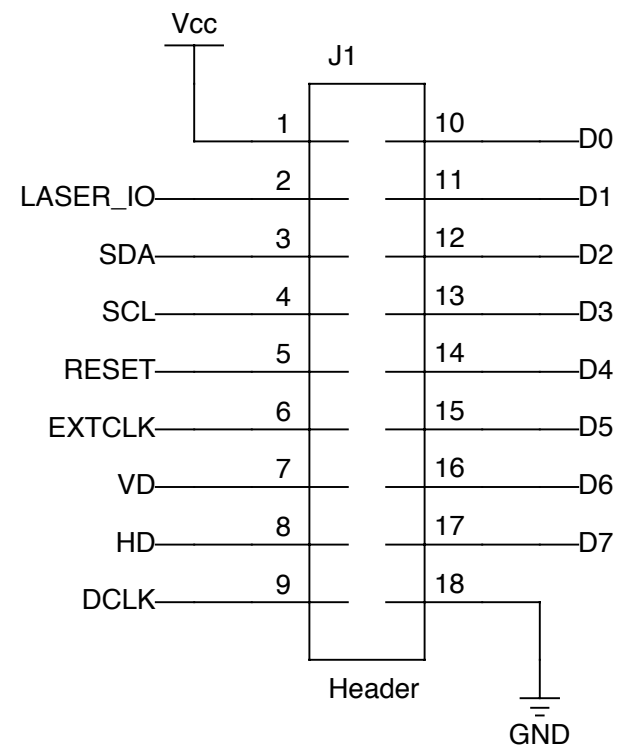 Vcc
J1
1 10 D0
LASER_IO 2 11 D1
SDA 3 12 D2
SCL 4 13 D3
RESET 5 14 D4
EXTCLK 6 15 D5
VD 7 16 D6
HD 8 17 D7
DCLK 9 18
Header
GND